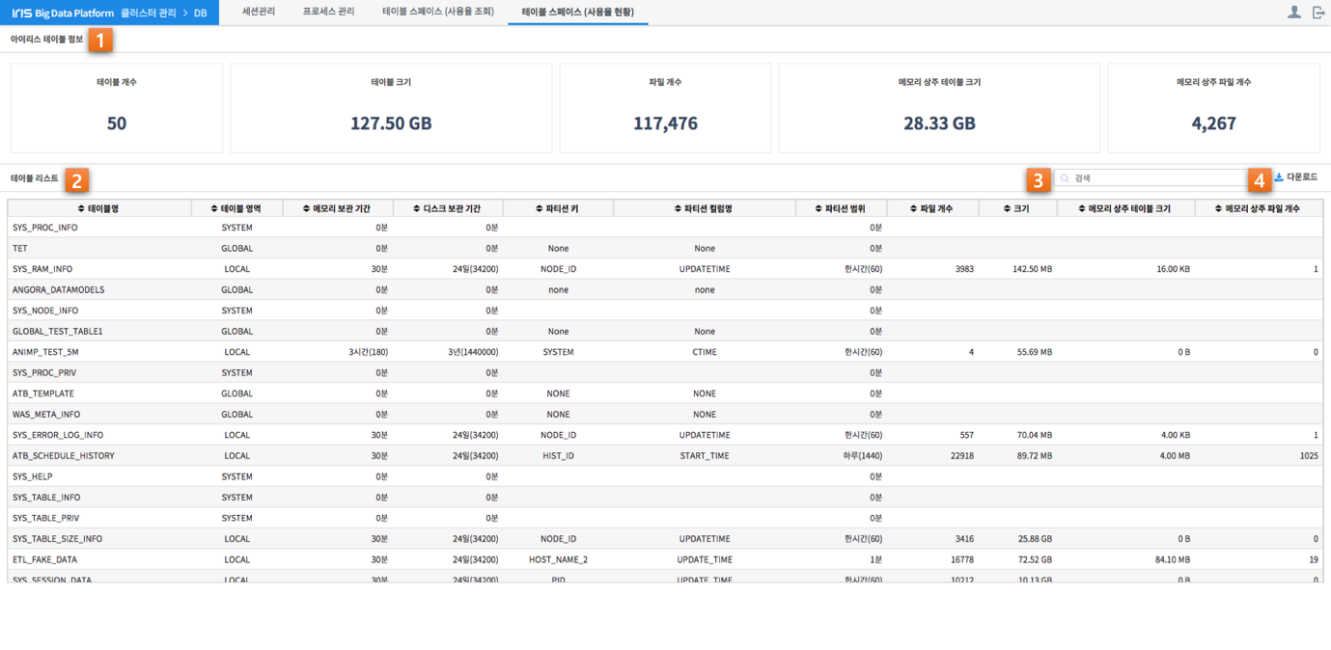 IRIS Big Data Platform 클러스터 관리 > DB 세션관리 프로세스 관리 테이블 스페이스 (사용율 조회) 테이블 스페이스 (사용율 현황)
아이리스 테이블 정보 1
테이블 개수 테이블 크기 파일 개수 메모리 상주 테이블 크기 메모리 상주 파일 개수
50 127.50 GB 117,476 28.33 GB 4,267
테이블 리스트 2 3 검색 4 다운로드
테이블명 테이블 영역 메모리 보관 기간 디스크 보관 기간 파티션 키 파티션 컬럼명 파티션 범위 파일 개수 크기 메모리 상주 테이블 크기 메모리 상주 파일 개수
SYS_PROC_INFO SYSTEM 0분 0분 0분
TET GLOBAL 0분 0분 None None 0분
SYS_RAM_INFO LOCAL 30분 24일(34200) NODE_ID UPDATETIME 한시간(60) 3983 142.50 MB 16.00 KB 1
ANGORA_DATAMODELS GLOBAL 0분 0분 none none 0분
SYS_NODE_INFO SYSTEM 0분 0분 0분
GLOBAL_TEST_TABLE1 GLOBAL 0분 0분 None None 0분
ANIMP_TEST_5M LOCAL 3시간(180) 3년(1440000) SYSTEM CTIME 한시간(60) 4 55.69 MB 0 B 0
SYS_PROC_PRIV SYSTEM 0분 0분 0분
ATB_TEMPLATE GLOBAL 0분 0분 NONE NONE 0분
WAS_META_INFO GLOBAL 0분 0분 NONE NONE 0분
SYS_ERROR_LOG_INFO LOCAL 30분 24일(34200) NODE_ID UPDATETIME 한시간(60) 557 70.04 MB 4.00 KB 1
ATB_SCHEDULE_HISTORY LOCAL 30분 24일(34200) HIST_ID START_TIME 하루(1440) 22918 89.72 MB 4.00 MB 1025
SYS_HELP SYSTEM 0분 0분 0분
SYS_TABLE_INFO SYSTEM 0분 0분 0분
SYS_TABLE_PRIV SYSTEM 0분 0분 0분
SYS_TABLE_SIZE_INFO LOCAL 30분 24일(34200) NODE_ID UPDATETIME 한시간(60) 3416 25.88 GB 0 B 0
ETL_FAKE_DATA LOCAL 30분 24일(34200) HOST_NAME_2 UPDATE_TIME 1분 16778 72.52 GB 84.10 MB 19
SYS_SESSION_DATA LOCAL 30분 24일(34200) PID UPDATE_TIME 한시간(60) 10212 10.13 GB 0 B 0